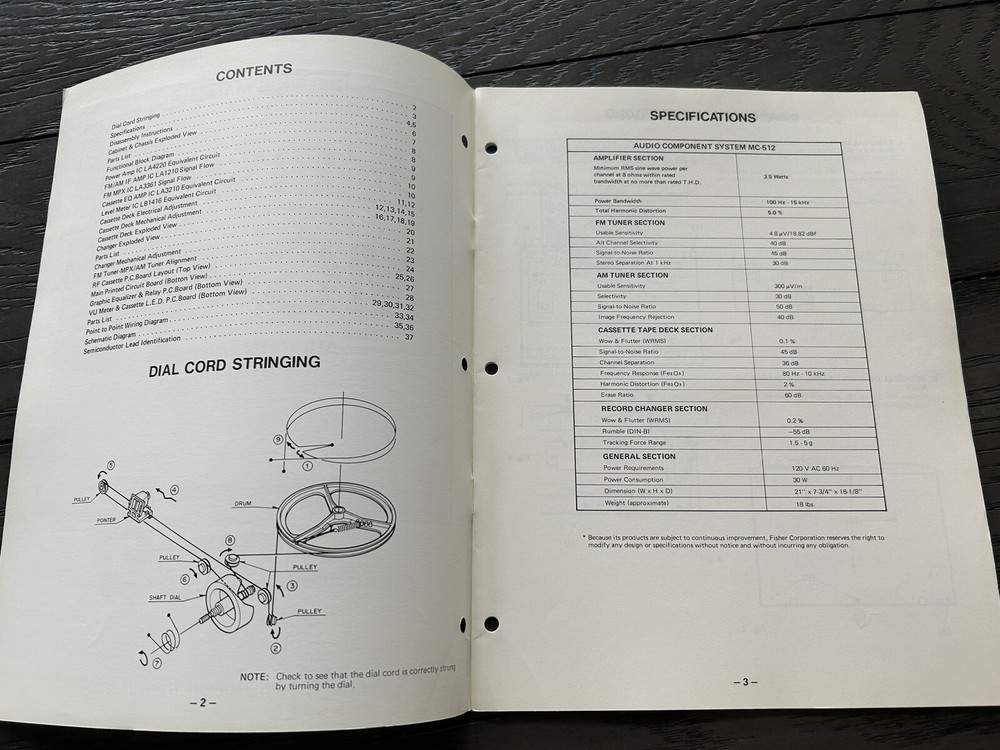 CONTENTS
Dial Cord Stringing 2
Specifications 3
Disassembly Instructions 4,5
Cabinet & Chassis Exploded View 6
Parts List 7
Functional Block Diagram 8
Power Amp IC LA4220 Equivalent Circuit 8
FM/AM IF AMP IC LA1210 Signal Flow 9
FM MPX IC LA3361 Signal Flow 9
Cassette EQ AMP IC LA3210 Equivalent Circuit 10
Level Meter IC LB1416 Equivalent Circuit 10
Cassette Deck Electrical Adjustment 11,12
Cassette Deck Mechanical Adjustment 12,13,14,15
Cassette Deck Exploded View 16,17,18,19
Changer Exploded View 20
Parts List 21
Changer Mechanical Adjustment 22
FM Tuner-MPX/AM Tuner Alignment 23
RF Cassette P.C.Board Layout (Top View) 24
Main Printed Circuit Board (Bottom View) 25,26
Graphic Equalizer & Relay P.C.Board (Bottom View) 27
VU Meter & Cassette L.E.D. P.C.Board (Bottom View) 28
Parts List 29,30,31,32
Point to Point Wiring Diagram 33,34
Schematic Diagram 35,36
Semiconductor Lead Identification 37
DIAL CORD STRINGING
9
1
5
4
PULLEY
POINTER
DRUM
8
PULLEY
PULLEY
6
3
SHAFT DIAL
PULLEY
2
7
NOTE: Check to see that the dial cord is correctly strung
by turning the dial.
– 2 –
SPECIFICATIONS
AUDIO COMPONENT SYSTEM MC-512
AMPLIFIER SECTION
Minimum RMS sine wave power per
channel at 8 ohms within rated
bandwidth at no more than rated T.H.D. 3.5 Watts
Power Bandwidth 100 Hz - 15 kHz
Total Harmonic Distortion 5.0 %
FM TUNER SECTION
Usable Sensitivity 4.8 µV/18.82 dBf
Alt Channel Selectivity 40 dB
Signal-to-Noise Ratio 45 dB
Stereo Separation At 1 kHz 30 dB
AM TUNER SECTION
Usable Sensitivity 300 µV/m
Selectivity 30 dB
Signal-to-Noise Ratio 50 dB
Image Frequency Rejection 40 dB
CASSETTE TAPE DECK SECTION
Wow & Flutter (WRMS) 0.1 %
Signal-to-Noise Ratio 45 dB
Channel Separation 36 dB
Frequency Response (Fe₂O₃) 80 Hz - 10 kHz
Harmonic Distortion (Fe₂O₃) 2 %
Erase Ratio 60 dB
RECORD CHANGER SECTION
Wow & Flutter (WRMS) 0.2 %
Rumble (DIN-B) –55 dB
Tracking Force Range 1.5 - 5 g
GENERAL SECTION
Power Requirements 120 V AC 60 Hz
Power Consumption 30 W
Dimension (W x H x D) 21" x 7-3/4" x 16-1/8"
Weight (approximate) 18 lbs.
* Because its products are subject to continuous improvement, Fisher Corporation reserves the right to
modify any design or specifications without notice and without incurring any obligation.
– 3 –